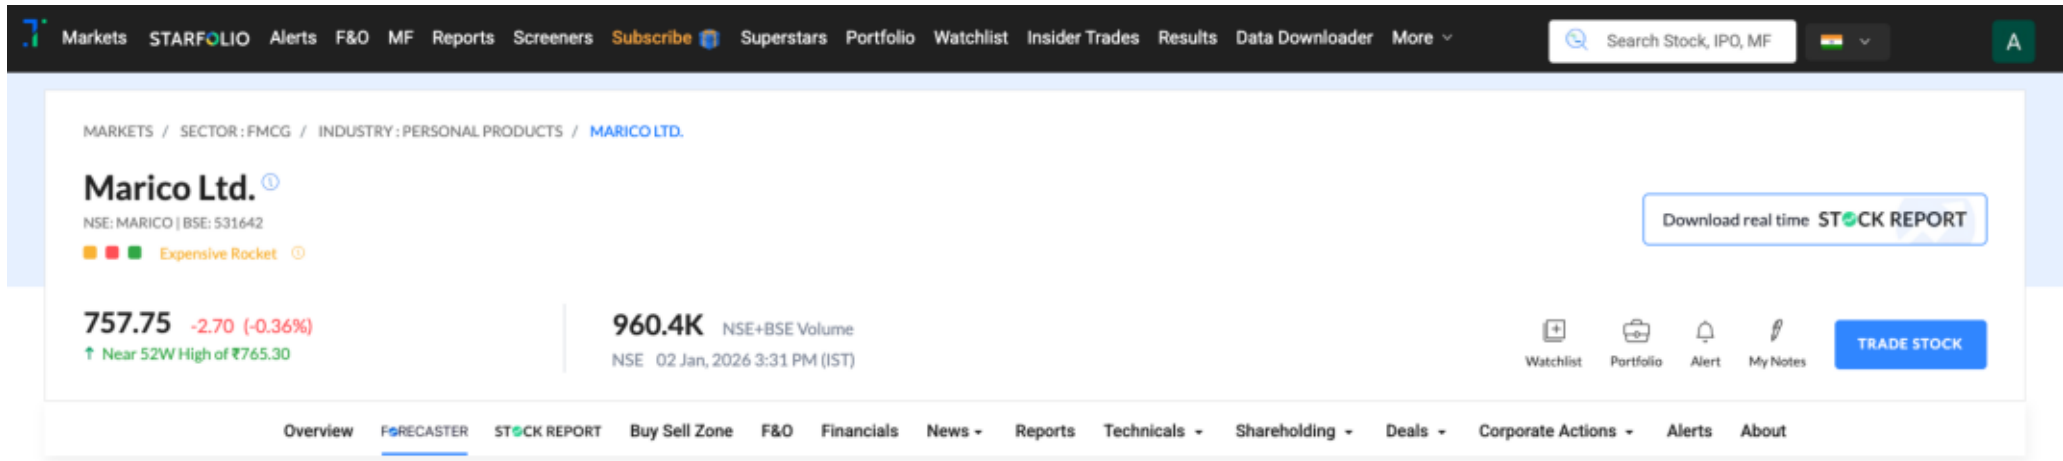 Markets STARFOLIO Alerts F&O MF Reports Screeners Subscribe Superstars Portfolio Watchlist Insider Trades Results Data Downloader More Search Stock, IPO, MF A
MARKETS / SECTOR : FMCG / INDUSTRY : PERSONAL PRODUCTS / MARICO LTD.
Marico Ltd.
NSE: MARICO | BSE: 531642
Expensive Rocket
Download real time STOCK REPORT
757.75 -2.70 (-0.36%)
↑ Near 52W High of ₹765.30
960.4K NSE+BSE Volume
NSE 02 Jan, 2026 3:31 PM (IST)
Watchlist Portfolio Alert My Notes
TRADE STOCK
Overview FORECASTER STOCK REPORT Buy Sell Zone F&O Financials News Reports Technicals Shareholding Deals Corporate Actions Alerts About